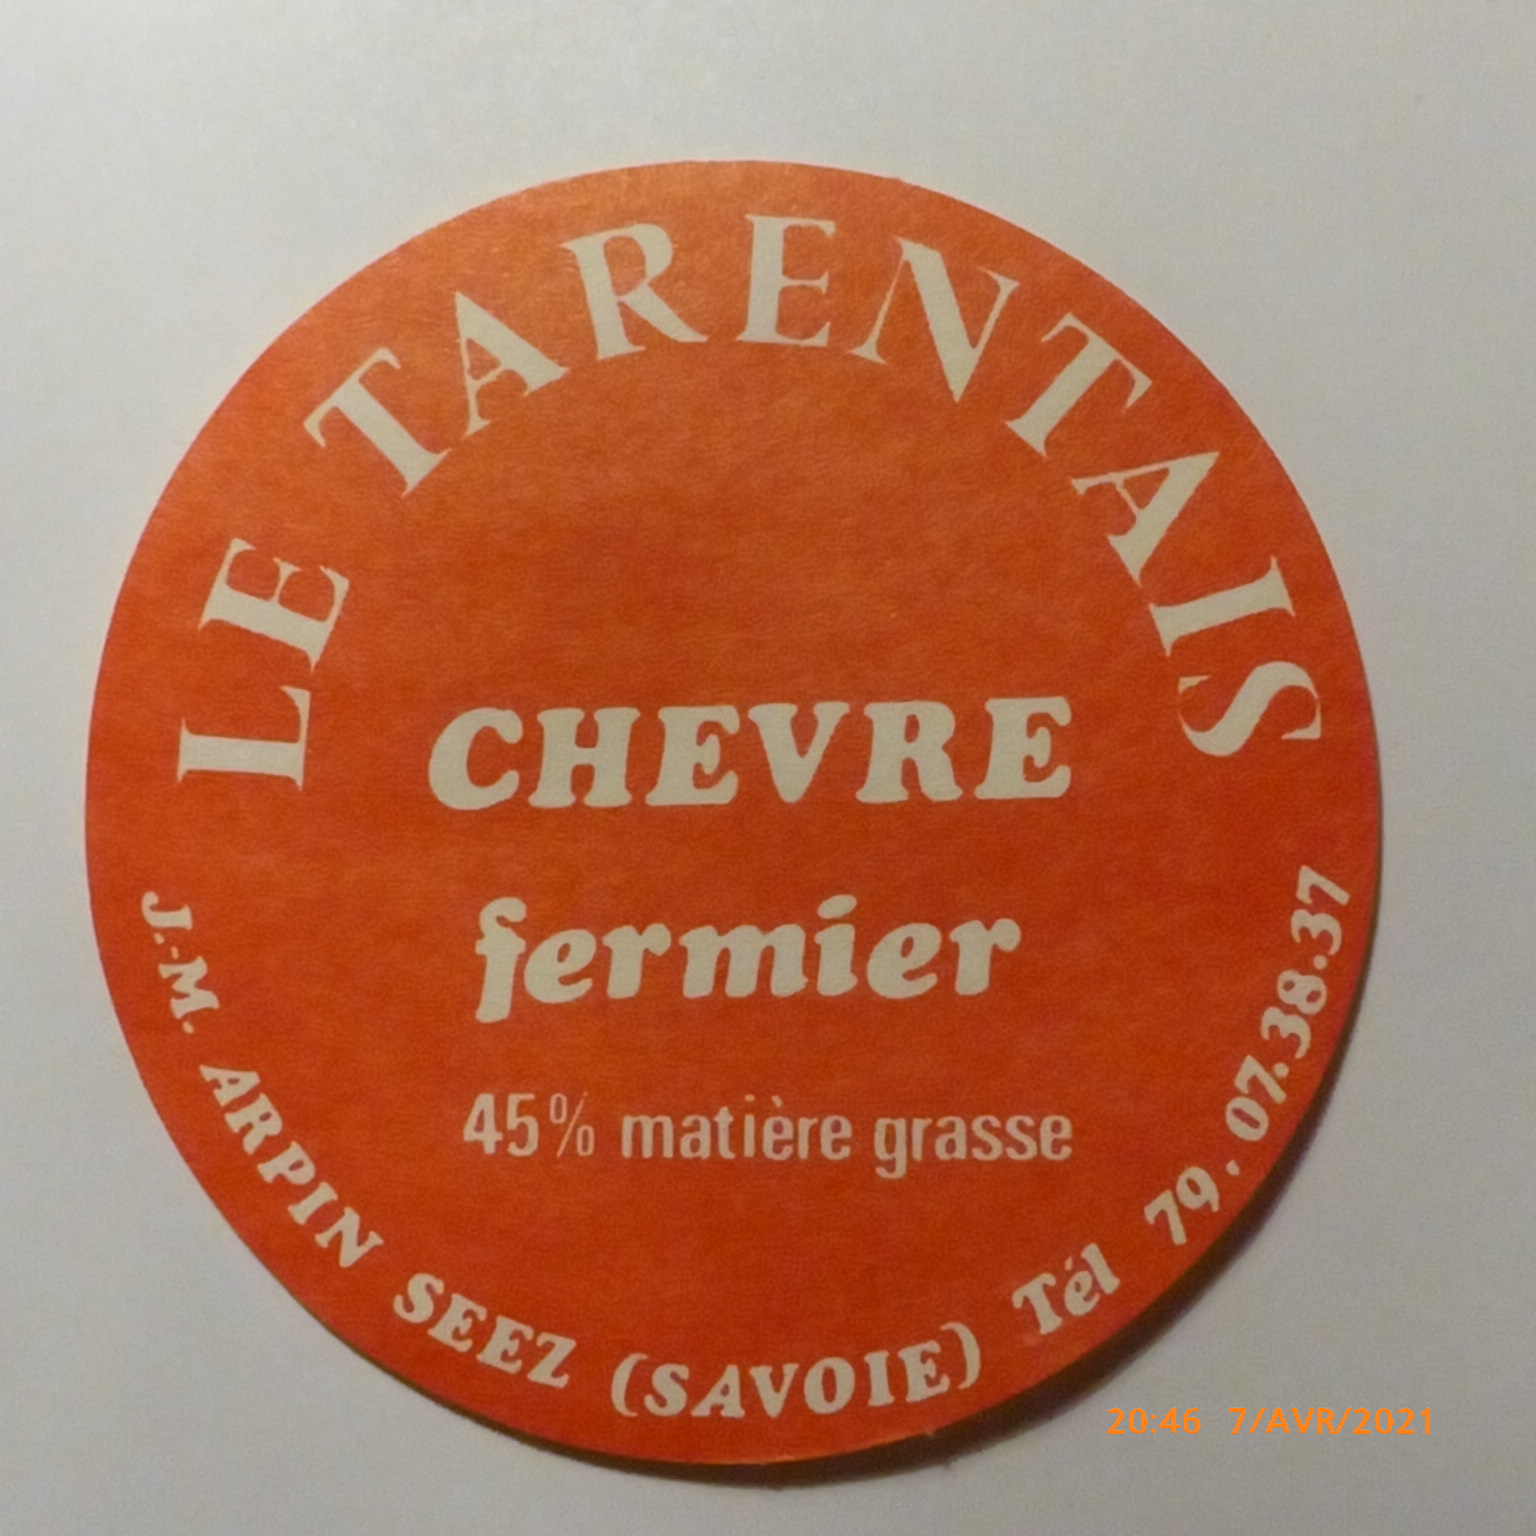 LE TARENTAIS
CHEVRE
fermier
45% matière grasse
J.-M. ARPIN SEEZ (SAVOIE) Tél 79.07.38.37
20:46 7/AVR/2021